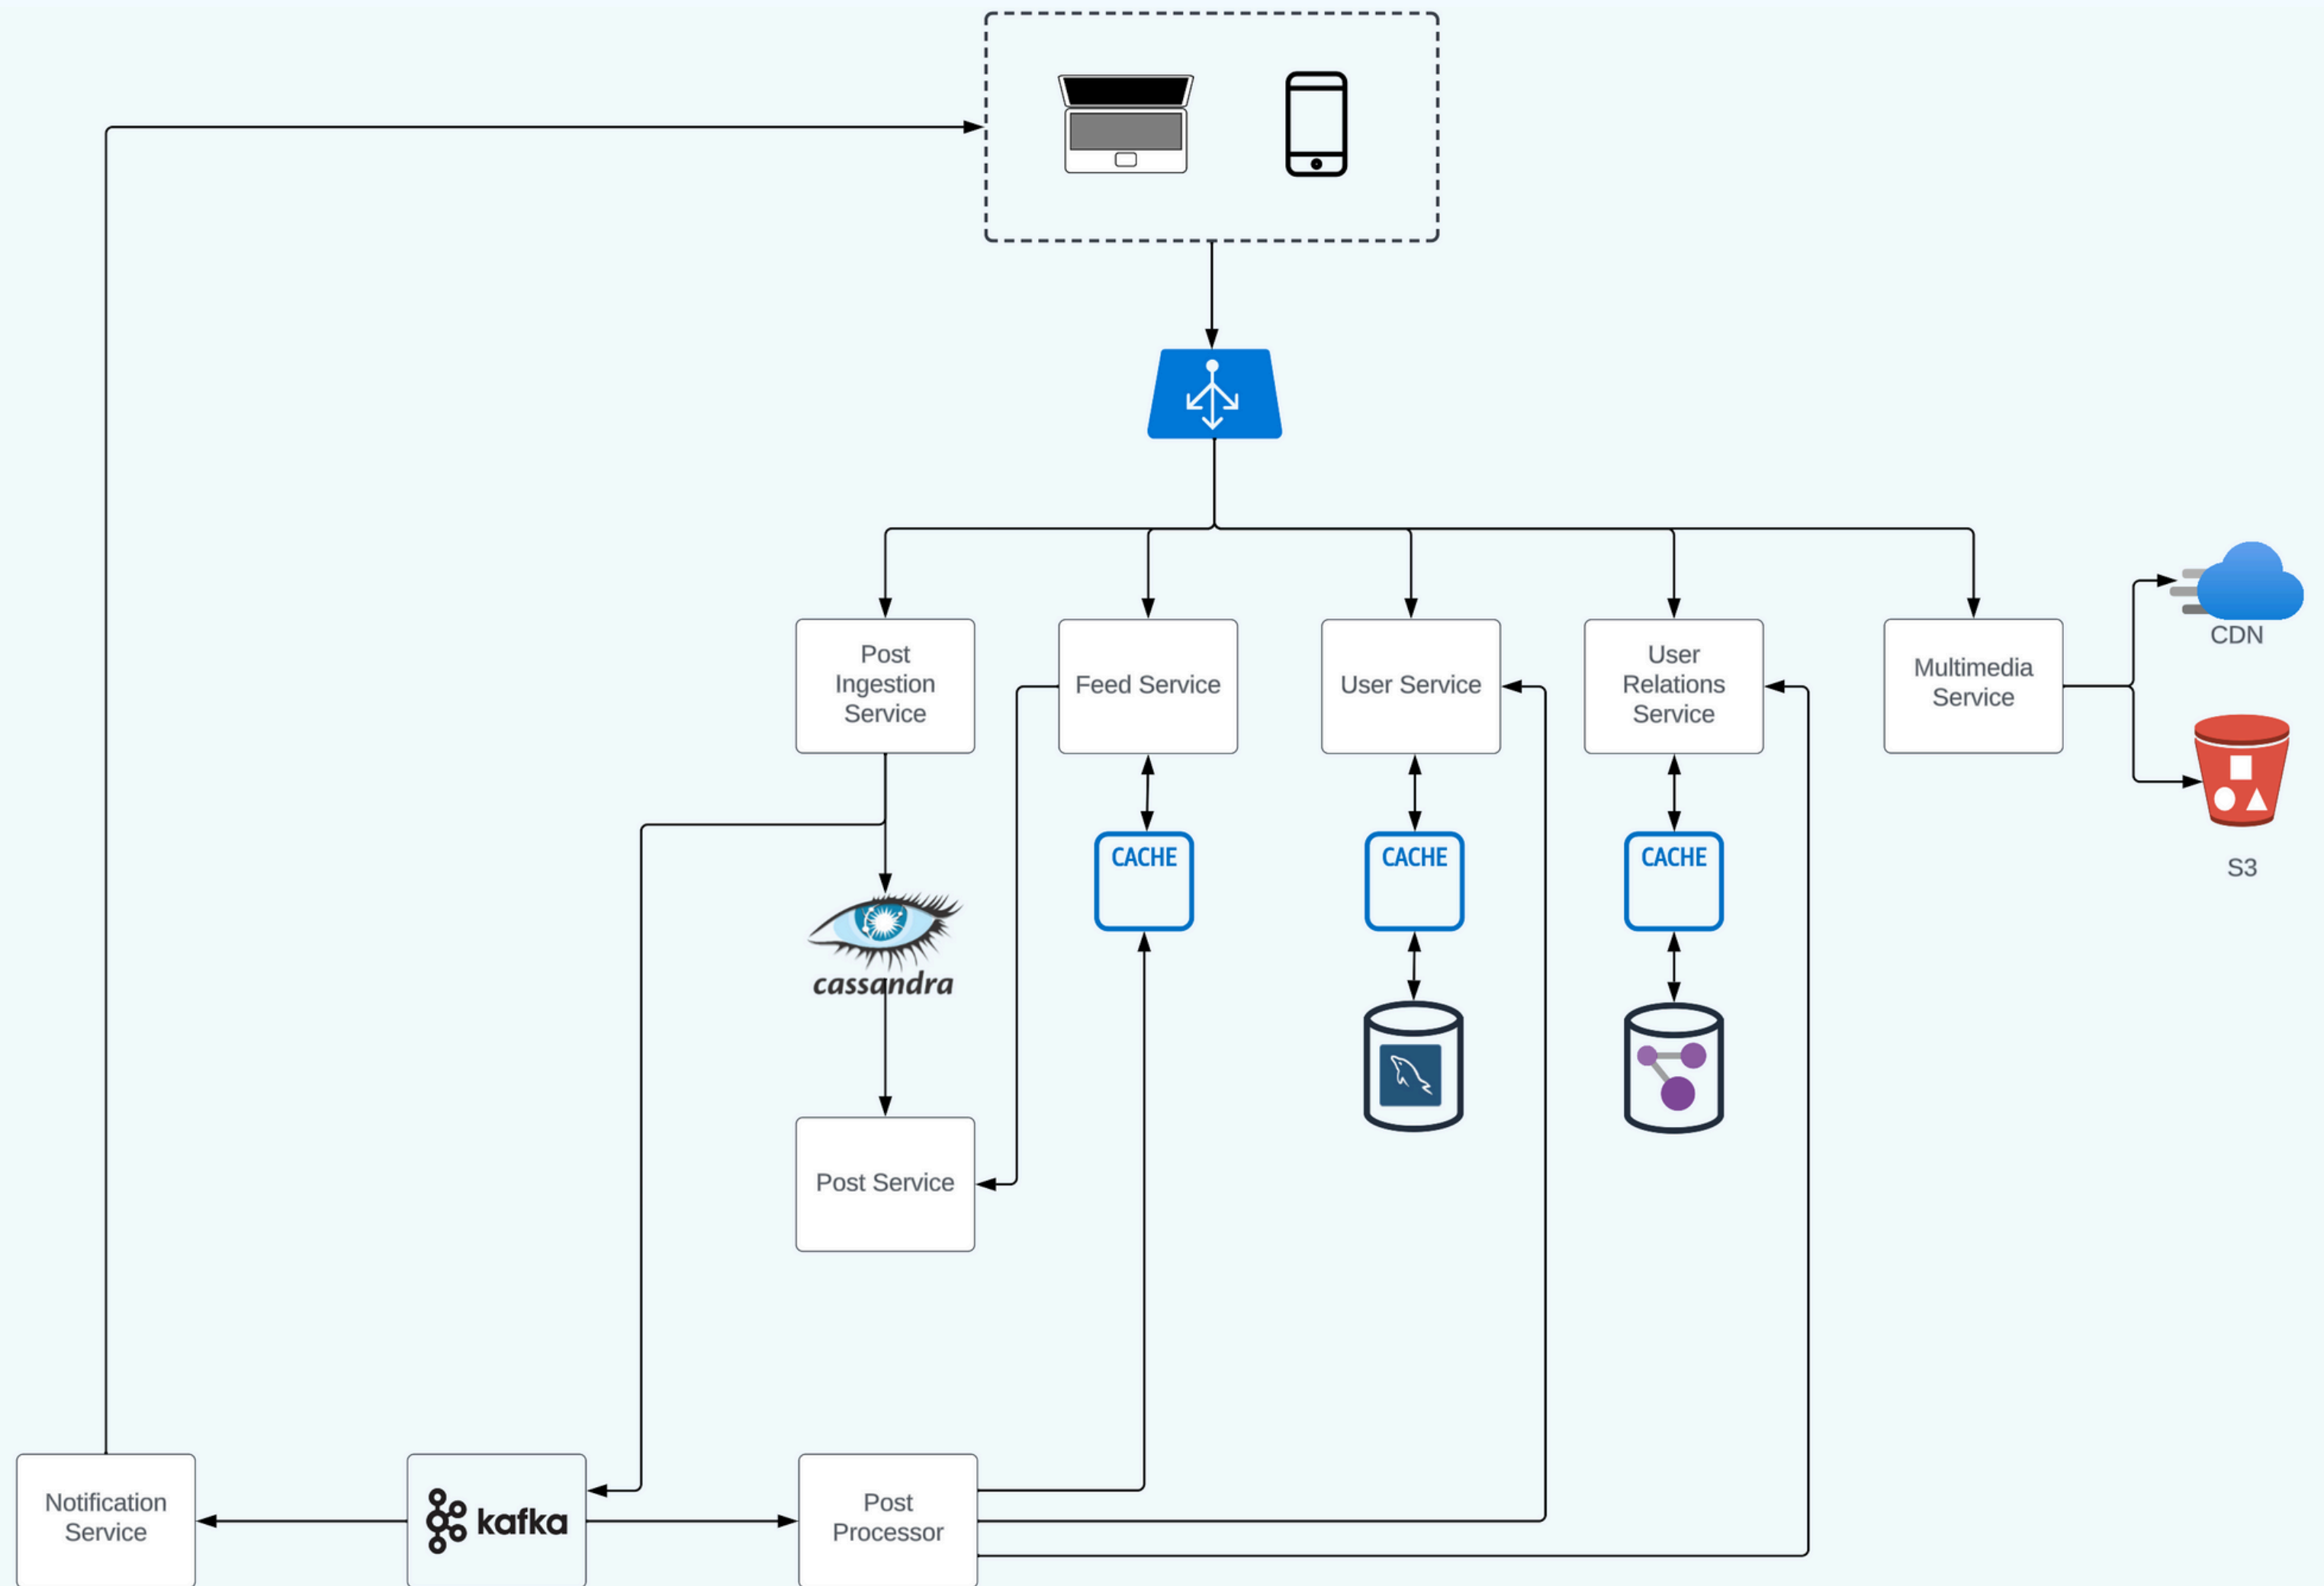 Post
Ingestion
Service
Feed Service
User Service
User
Relations
Service
Multimedia
Service
CDN
S3
CACHE
CACHE
CACHE
cassandra
Post Service
Notification
Service
kafka
Post
Processor